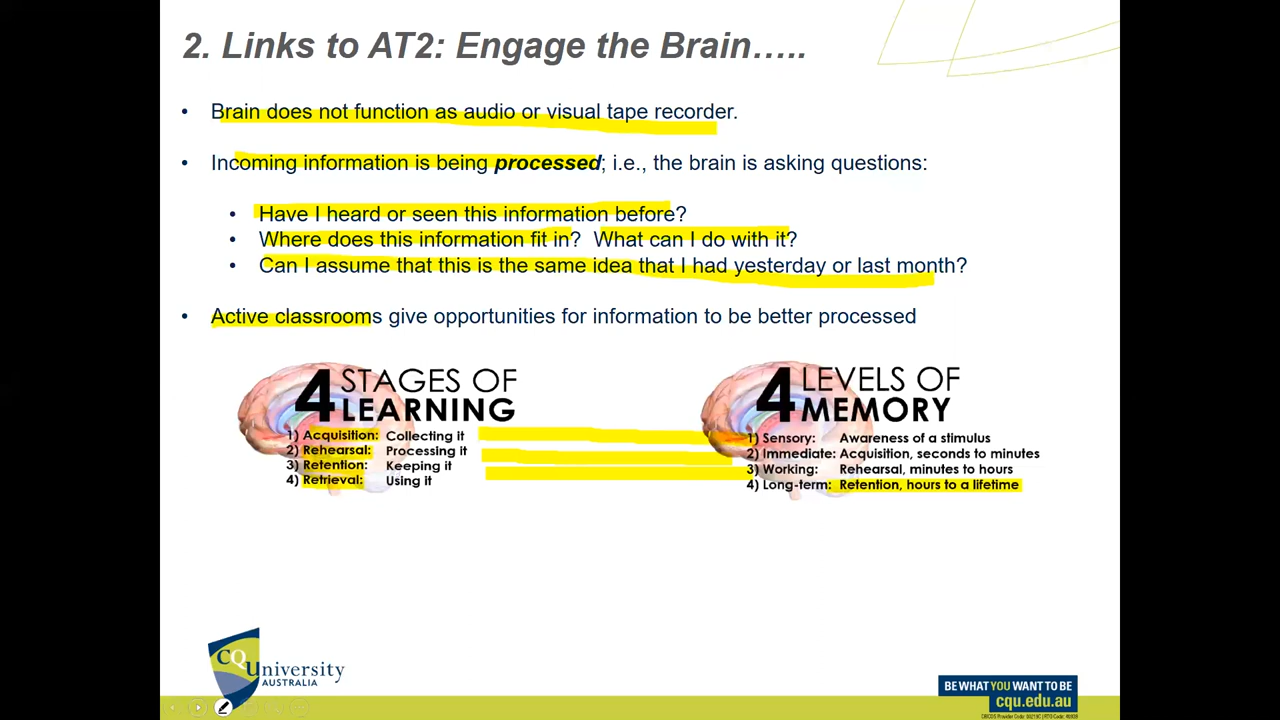 2. Links to AT2: Engage the Brain.....
• Brain does not function as audio or visual tape recorder.
• Incoming information is being processed; i.e., the brain is asking questions:
• Have I heard or seen this information before?
• Where does this information fit in? What can I do with it?
• Can I assume that this is the same idea that I had yesterday or last month?
• Active classrooms give opportunities for information to be better processed
4 STAGES OF LEARNING
1) Acquisition: Collecting it
2) Rehearsal: Processing it
3) Retention: Keeping it
4) Retrieval: Using it
4 LEVELS OF MEMORY
1) Sensory: Awareness of a stimulus
2) Immediate: Acquisition, seconds to minutes
3) Working: Rehearsal, minutes to hours
4) Long-term: Retention, hours to a lifetime
CQUniversity
AUSTRALIA
BE WHAT YOU WANT TO BE
cqu.edu.au